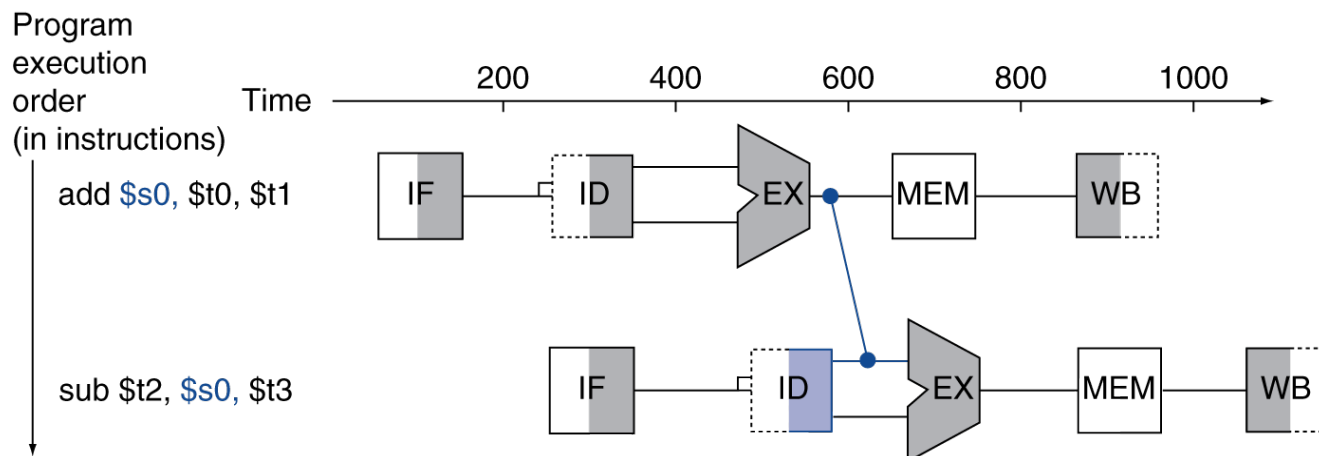 Program
execution
order
(in instructions)
Time
200 400 600 800 1000
add $s0, $t0, $t1
IF ID EX MEM WB
sub $t2, $s0, $t3
IF ID EX MEM WB